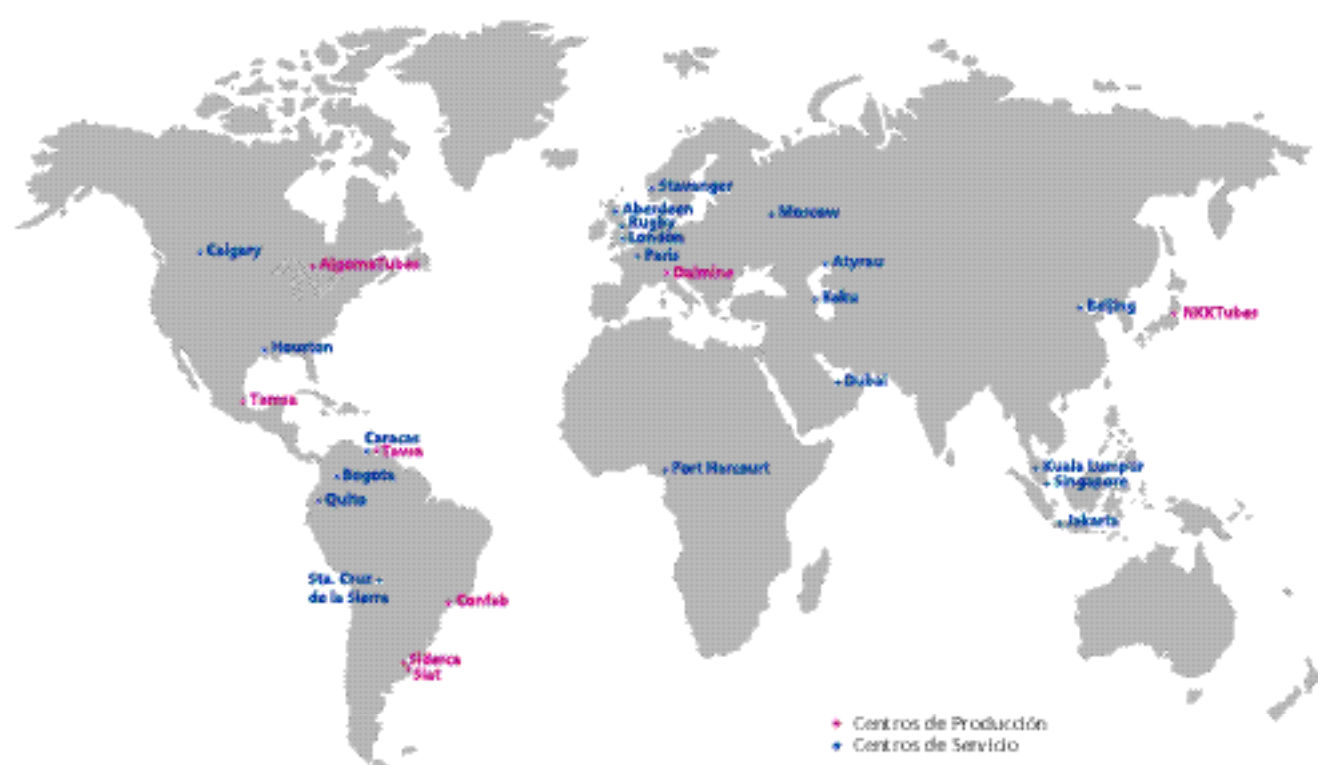 Stavanger
Aberdeen
Rugby
London
Moscow
Calgary
AlgomaTubes
Paris
Dalmine
Atyrau
Baku
Beijing
NKKTubes
Houston
Dubai
Tamsa
Caracas
Tavsa
Bogota
Quito
Port Harcourt
Kuala Lumpur
Singapore
Jakarta
Sta. Cruz
de la Sierra
Confab
Siderca
Siat
Centros de Producción
Centros de Servicio